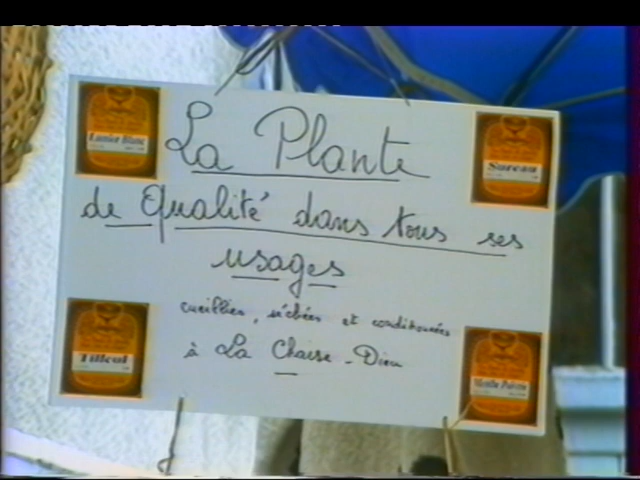 La Plante
de Qualité dans tous ses
usages
cueillies, séchées et conditionnées
à La Chaise-Dieu
Lamier Blanc
Sureau
Tilleul
Menthe Poivrée